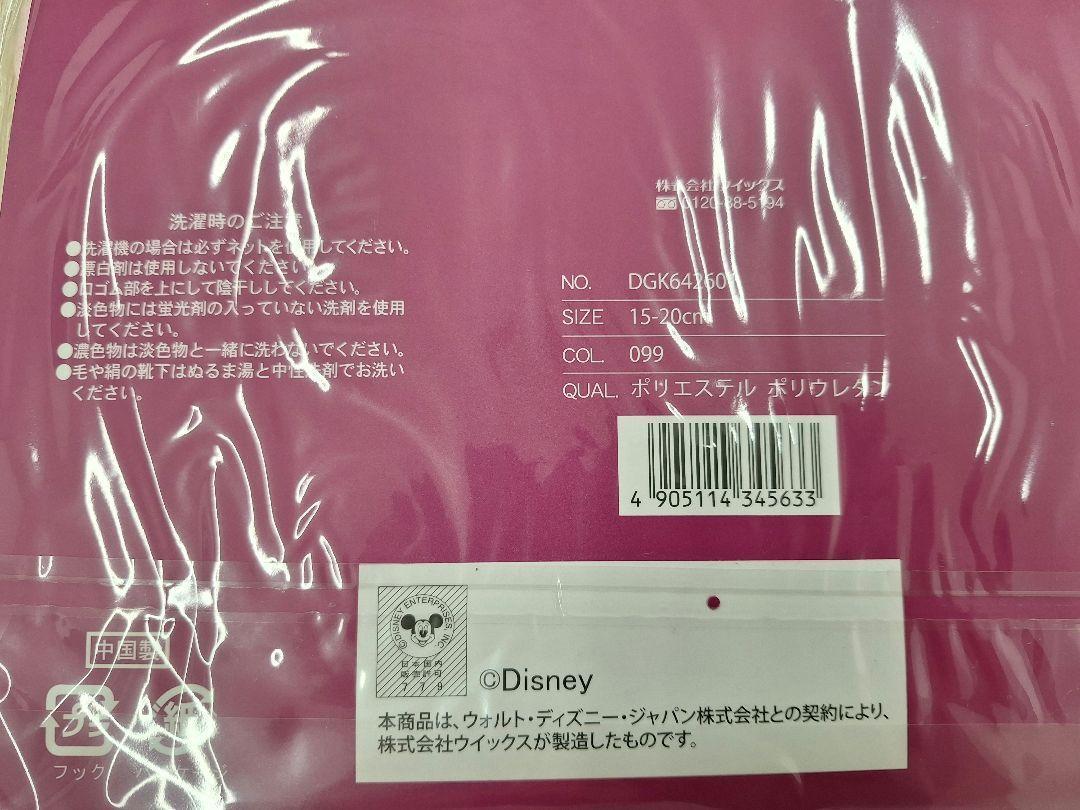 洗濯時のご注意
●洗濯機の場合は必ずネットを使用してください。
●漂白剤は使用しないでください
●口ゴム部を上にして陰干ししてください。
●淡色物には蛍光剤の入っていない洗剤を使用
してください。
●濃色物は淡色物と一緒に洗わないでください。
●毛や絹の靴下はぬるま湯と中性洗剤でお洗い
ください。
株式会社ウイックス
0120-38-5194
NO. DGK642601
SIZE 15-20cm
COL. 099
QUAL. ポリエステル ポリウレタン
4 905114 345633
©DISNEY ENTERPRISES INC
日本国内
販売許可
779
©Disney
本商品は、ウォルト・ディズニー・ジャパン株式会社との契約により、
株式会社ウイックスが製造したものです。
中国製
プラ
フック